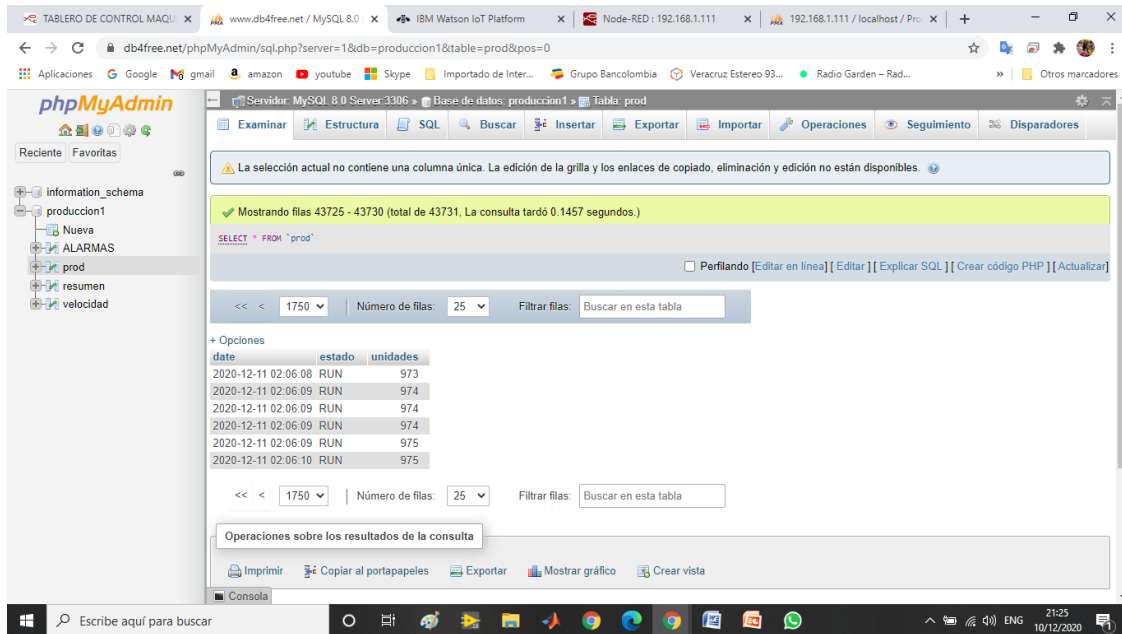 TABLERO DE CONTROL MAQU
www.db4free.net / MySQL 8.0
IBM Watson IoT Platform
Node-RED : 192.168.1.111
192.168.1.111 / localhost / Pro
db4free.net/phpMyAdmin/sql.php?server=1&db=produccion1&table=prod&pos=0
Aplicaciones Google gmail amazon youtube Skype Importado de Inter... Grupo Bancolombia Veracruz Estereo 93... Radio Garden – Rad... » Otros marcadores
phpMyAdmin
Reciente Favoritas
information_schema
produccion1
Nueva
ALARMAS
prod
resumen
velocidad
Servidor: MySQL 8.0 Server:3306 » Base de datos: produccion1 » Tabla: prod
Examinar Estructura SQL Buscar Insertar Exportar Importar Operaciones Seguimiento Disparadores
La selección actual no contiene una columna única. La edición de la grilla y los enlaces de copiado, eliminación y edición no están disponibles.
Mostrando filas 43725 - 43730 (total de 43731, La consulta tardó 0.1457 segundos.)
SELECT * FROM `prod`
Perfilando [Editar en línea] [ Editar ] [ Explicar SQL ] [ Crear código PHP ] [ Actualizar]
<< < 1750 Número de filas: 25 Filtrar filas: Buscar en esta tabla
+ Opciones
date estado unidades
2020-12-11 02:06:08 RUN 973
2020-12-11 02:06:09 RUN 974
2020-12-11 02:06:09 RUN 974
2020-12-11 02:06:09 RUN 974
2020-12-11 02:06:09 RUN 975
2020-12-11 02:06:10 RUN 975
<< < 1750 Número de filas: 25 Filtrar filas: Buscar en esta tabla
Operaciones sobre los resultados de la consulta
Imprimir Copiar al portapapeles Exportar Mostrar gráfico Crear vista
Consola
Escribe aquí para buscar
ENG
21:25
10/12/2020